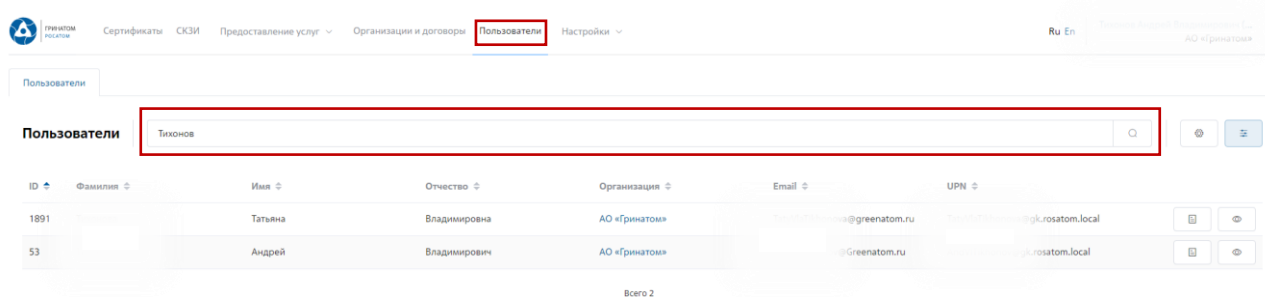 ГРИНАТОМ
РОСАТОМ
Сертификаты СКЗИ Предоставление услуг Организации и договоры Пользователи Настройки Ru En
АО «Гринатом»
Пользователи
Пользователи Тихонов
ID Фамилия Имя Отчество Организация Email UPN
1891 Татьяна Владимировна АО «Гринатом» @greenatom.ru gk.rosatom.local
53 Андрей Владимирович АО «Гринатом» @Greenatom.ru .rosatom.local
Всего 2